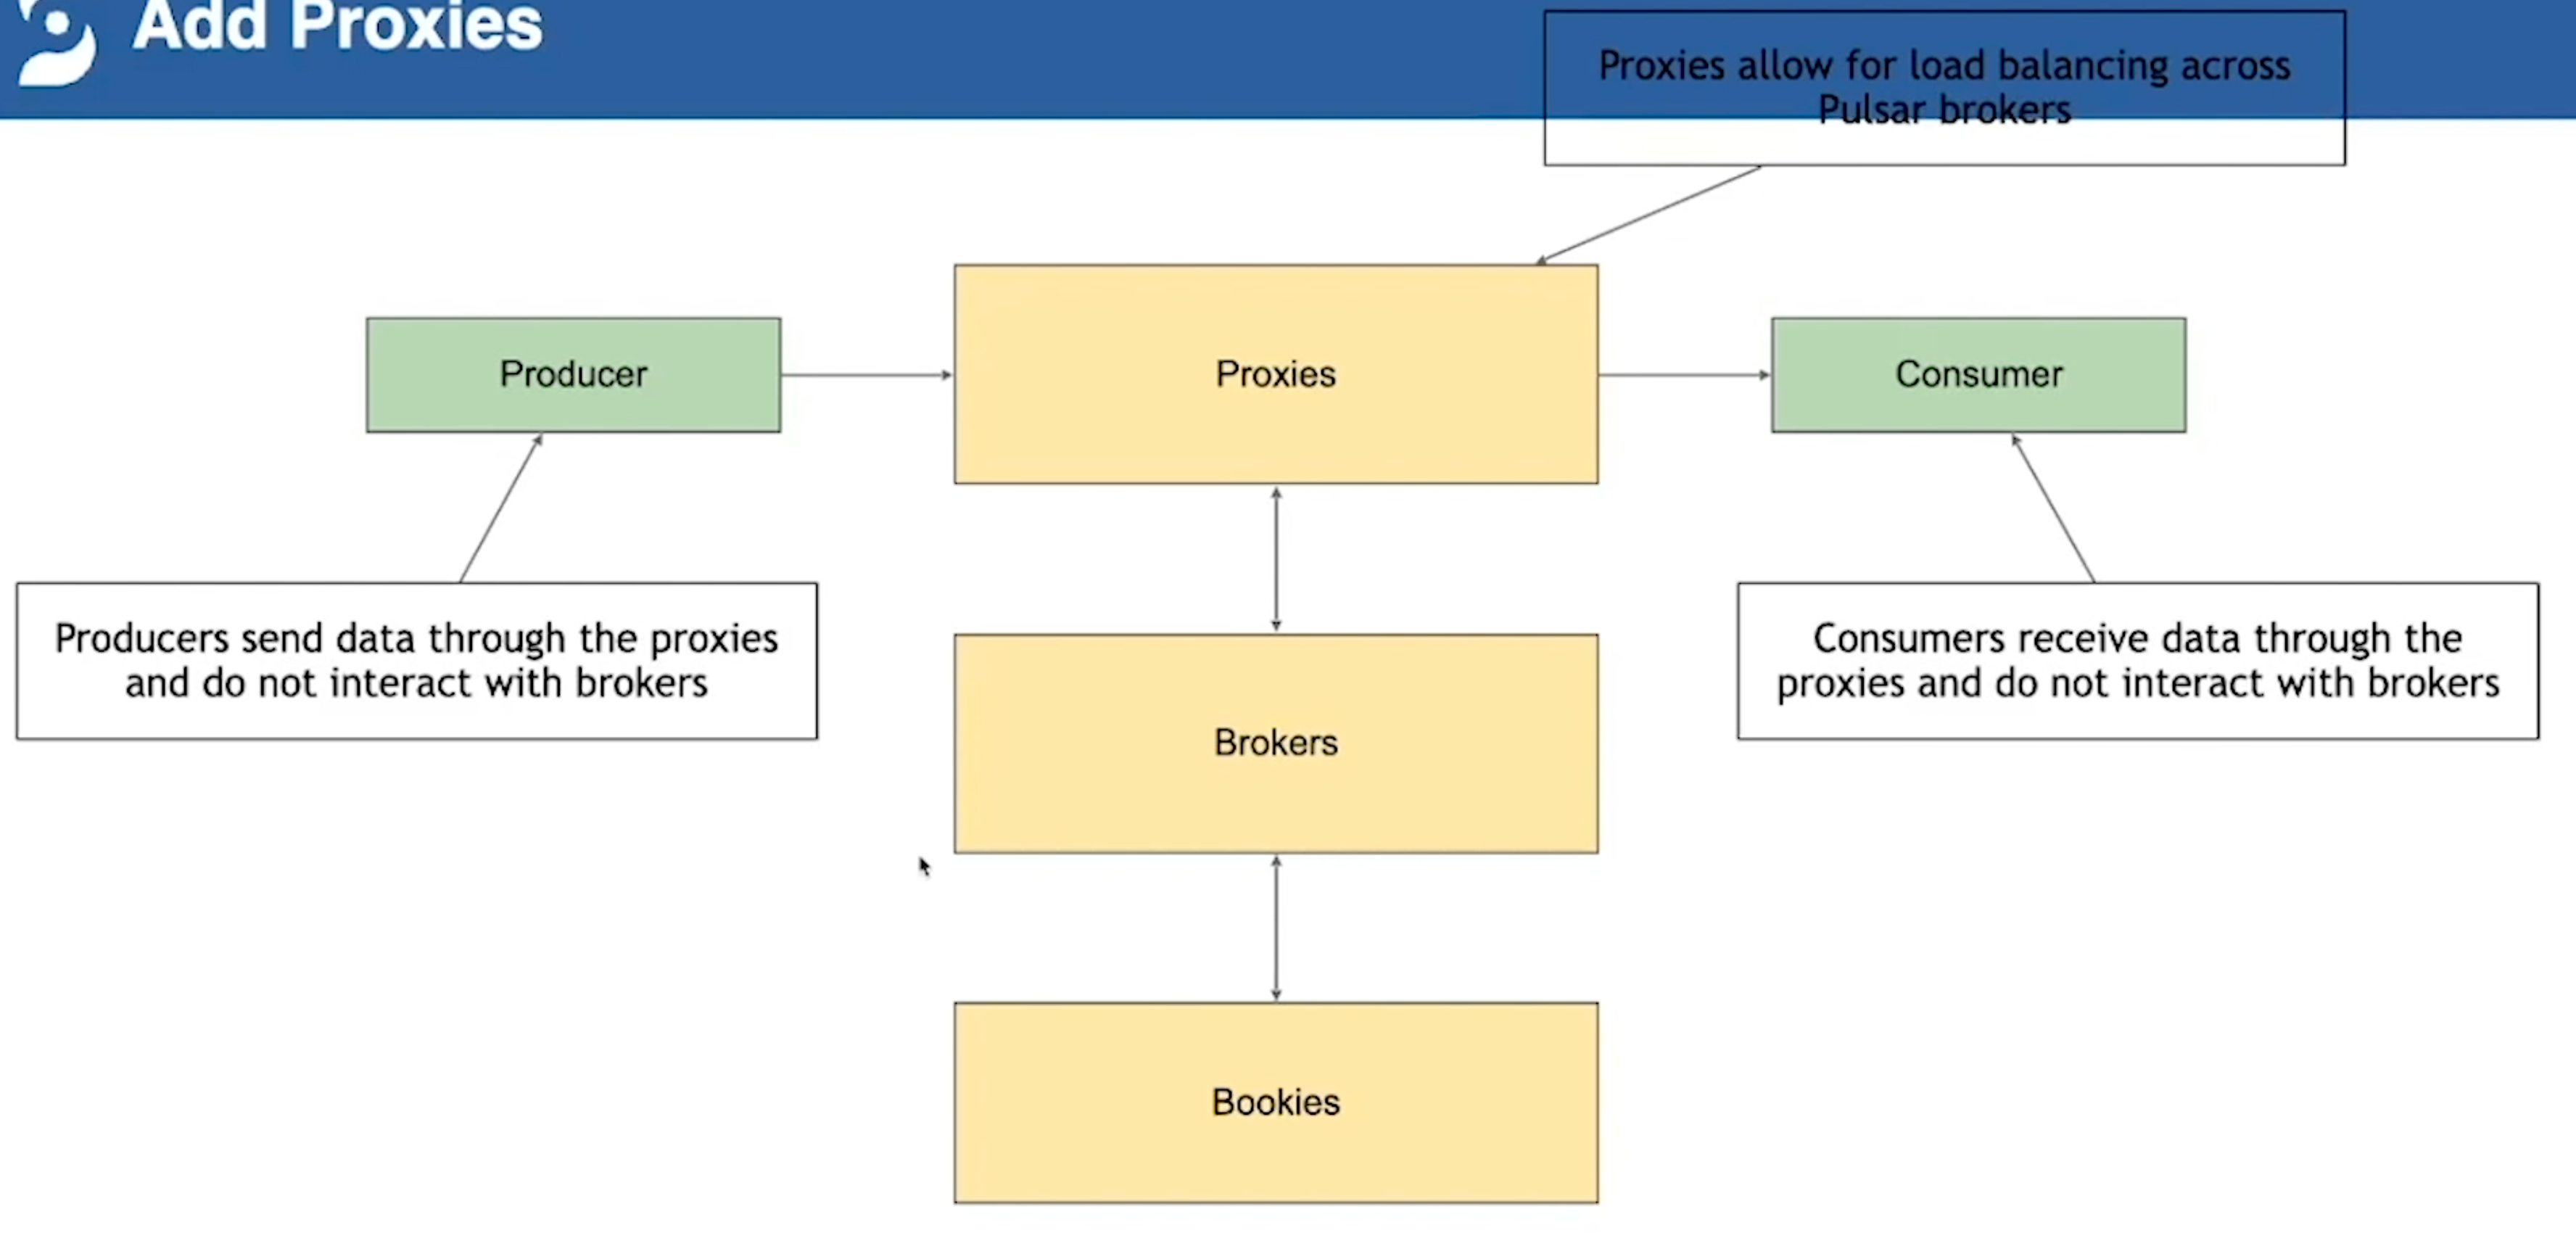 Add Proxies
Proxies allow for load balancing across
Pulsar brokers
Producer
Proxies
Consumer
Producers send data through the proxies
and do not interact with brokers
Consumers receive data through the
proxies and do not interact with brokers
Brokers
Bookies